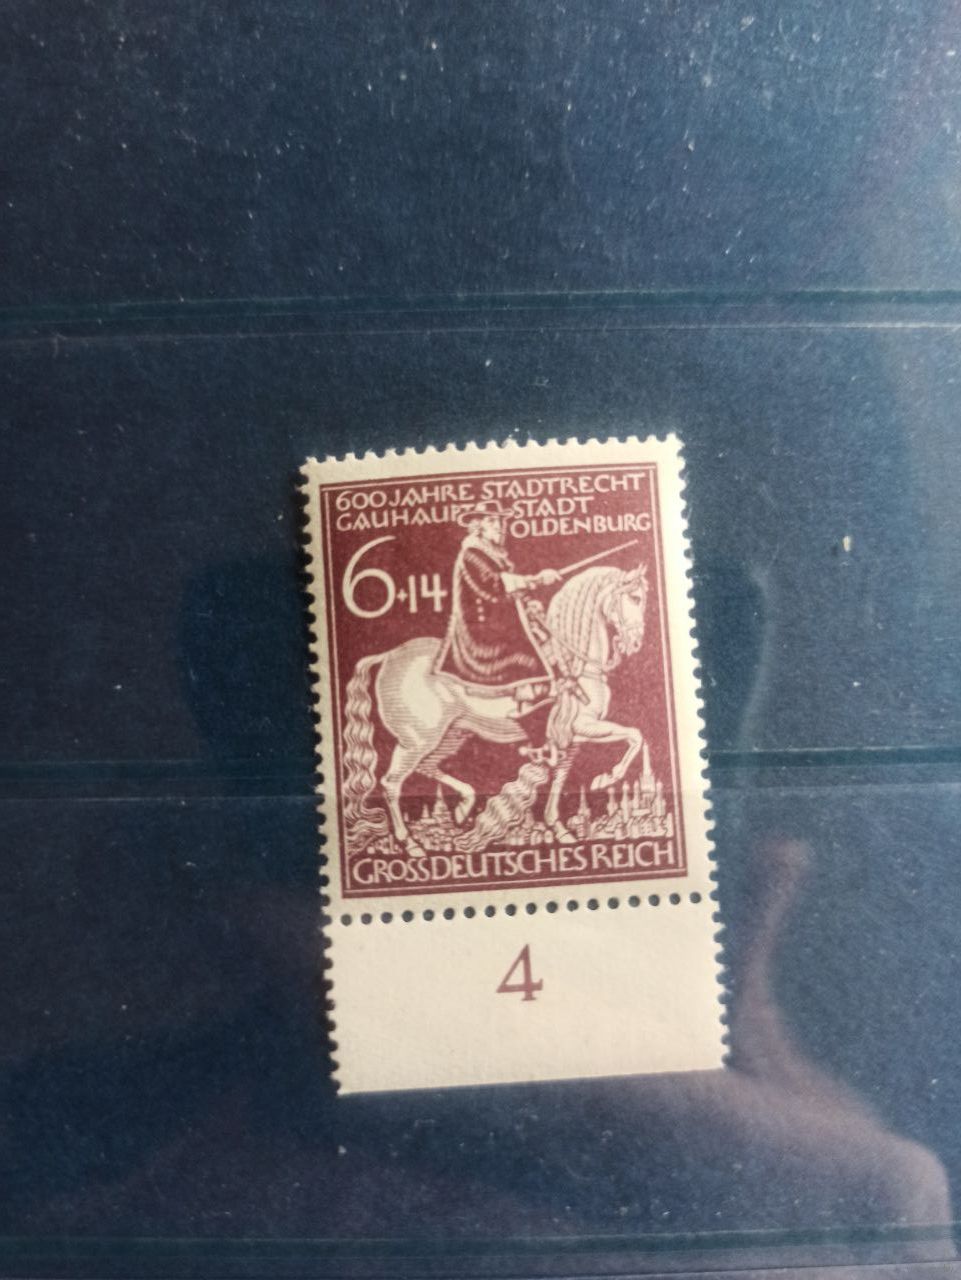 600 JAHRE STADTRECHT
GAUHAUPTSTADT
OLDENBURG
6+14
GROSSDEUTSCHES REICH
4